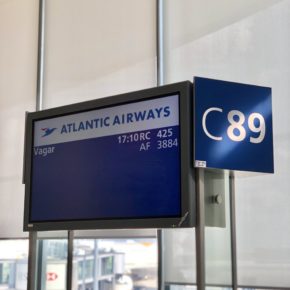 ATLANTIC AIRWAYS
17:10 RC 425
Vagar AF 3884
C89